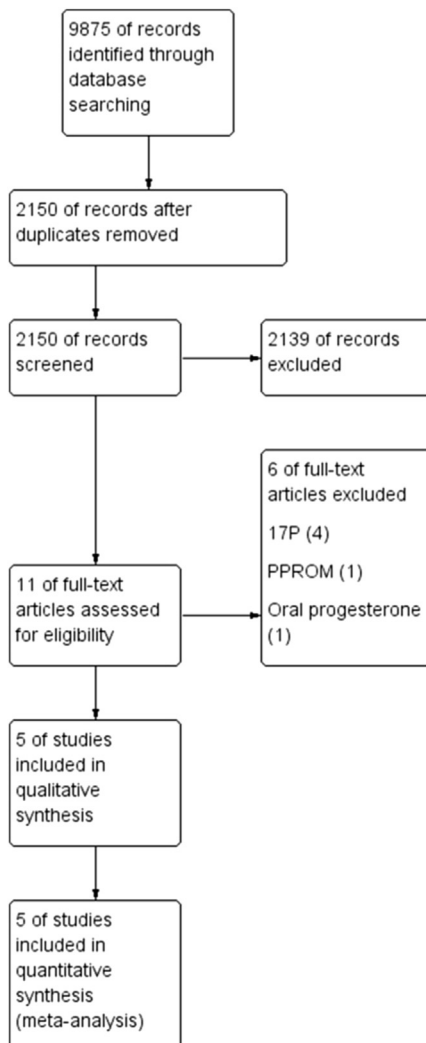 9875 of records
identified through
database
searching
2150 of records after
duplicates removed
2150 of records
screened
2139 of records
excluded
6 of full-text
articles excluded
17P (4)
PPROM (1)
Oral progesterone
(1)
11 of full-text
articles assessed
for eligibility
5 of studies
included in
qualitative
synthesis
5 of studies
included in
quantitative
synthesis
(meta-analysis)